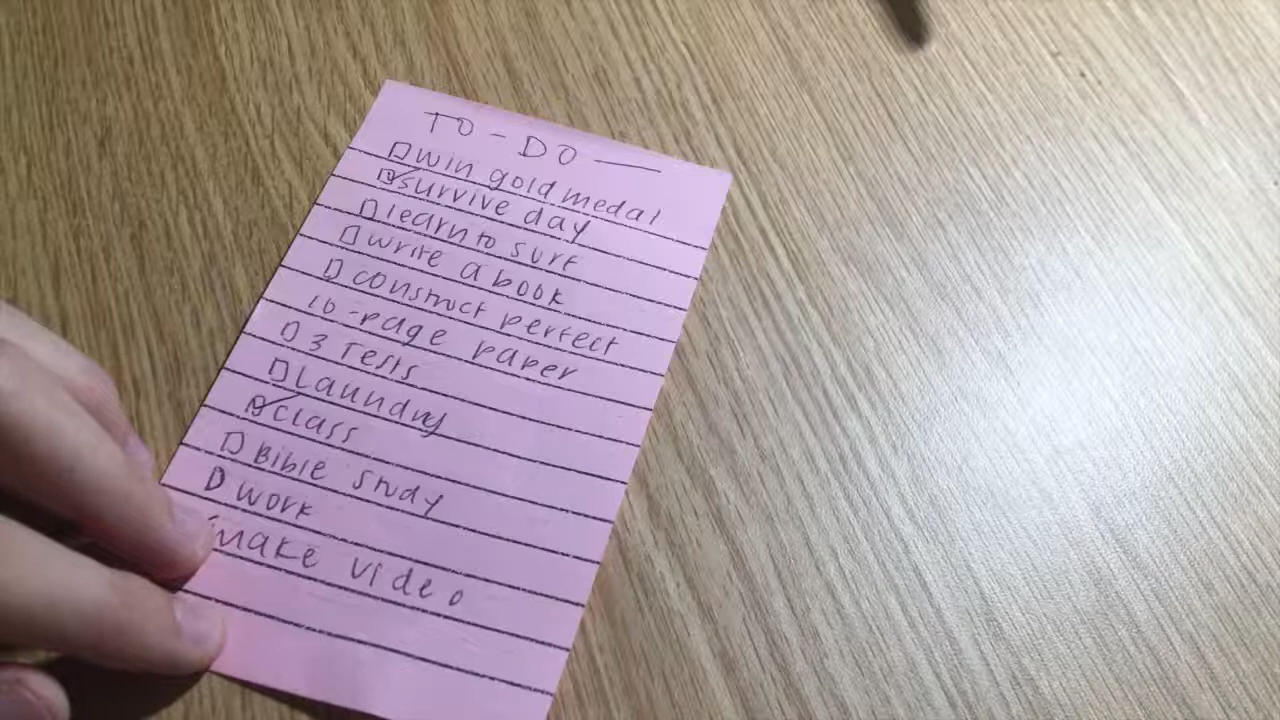 TO-DO
win gold medal
survive day
learn to surf
write a book
construct perfect
10-page paper
3 Tests
Laundry
class
Bible study
work
make video